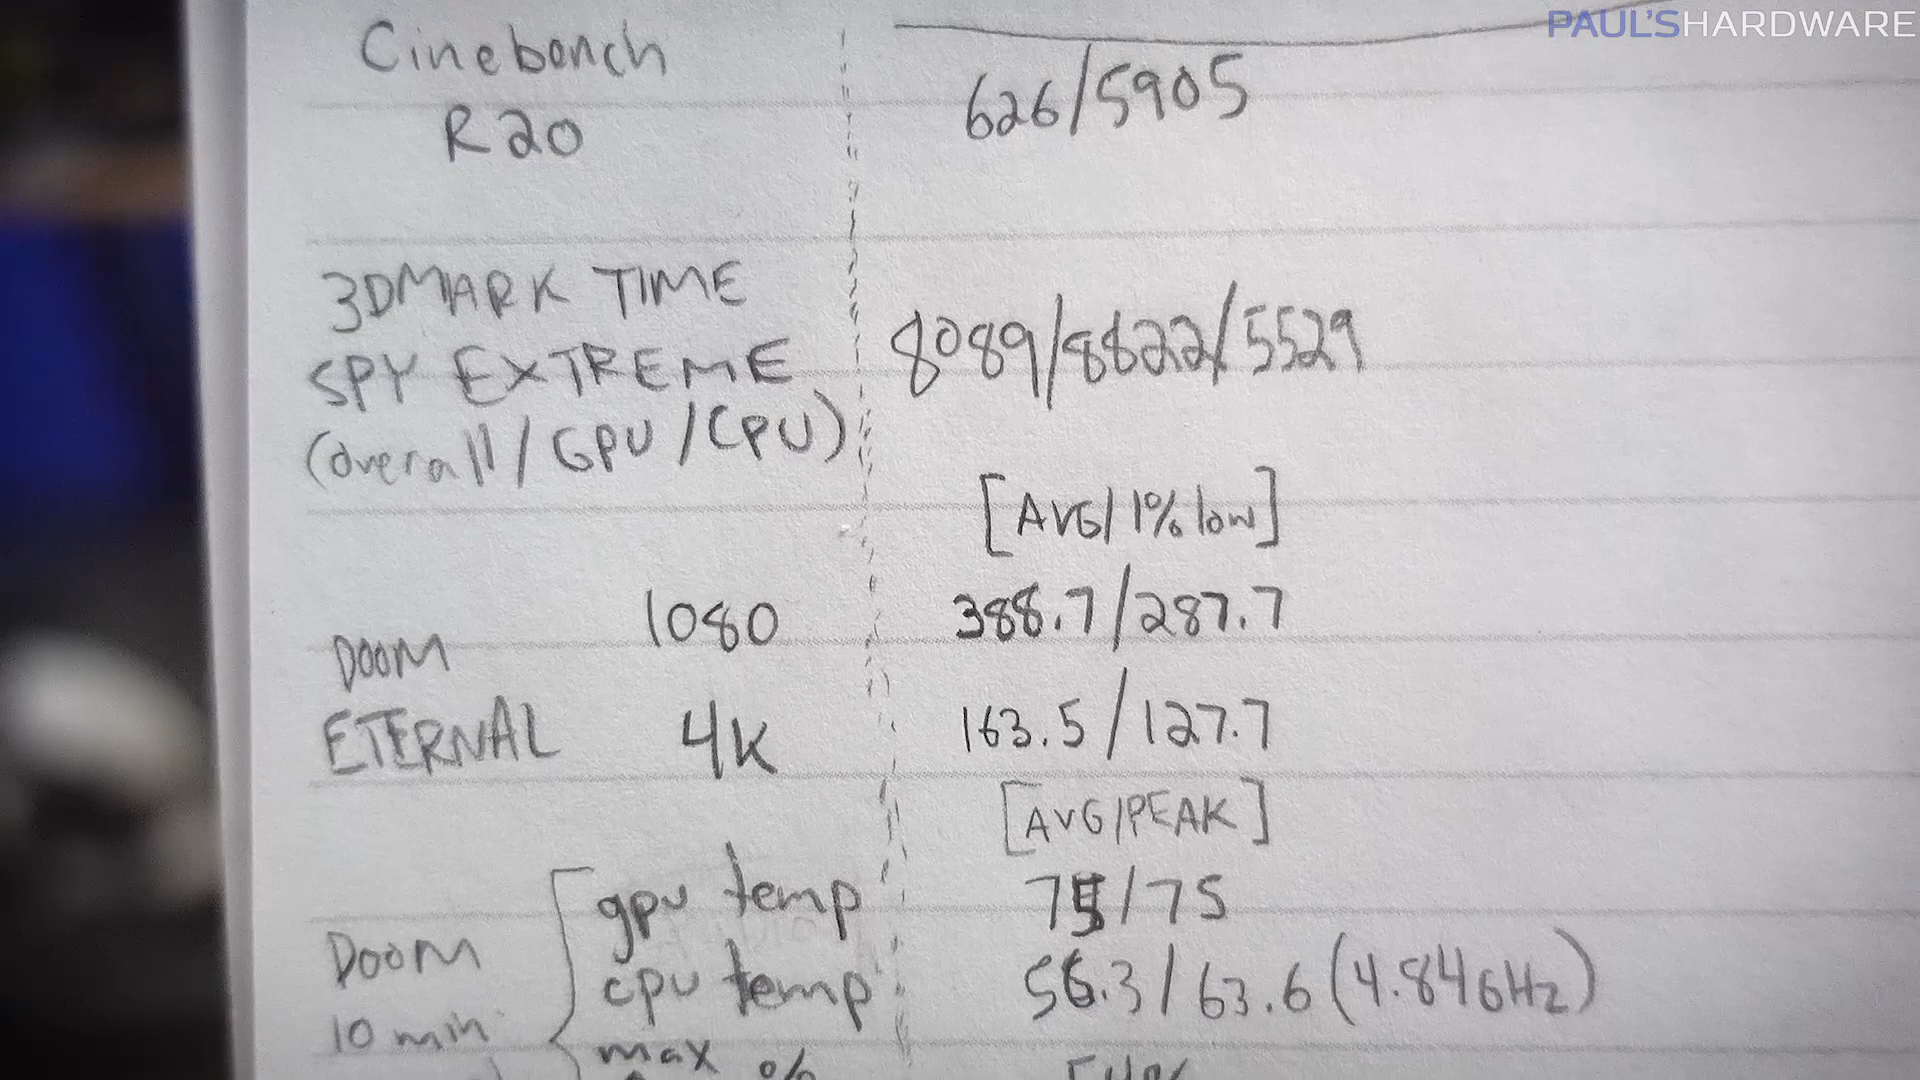 PAUL'SHARDWARE
Cinebench
R20
626/5905
3DMARK TIME
SPY EXTREME
(overall/GPU/CPU)
8089/8822/5529
[AVG/1% low]
DOOM
ETERNAL
1080
388.7/287.7
4K
163.5/127.7
[AVG/PEAK]
DOOM
10 min
gpu temp
75/75
cpu temp
56.3/63.6 (4.84GHz)
max %